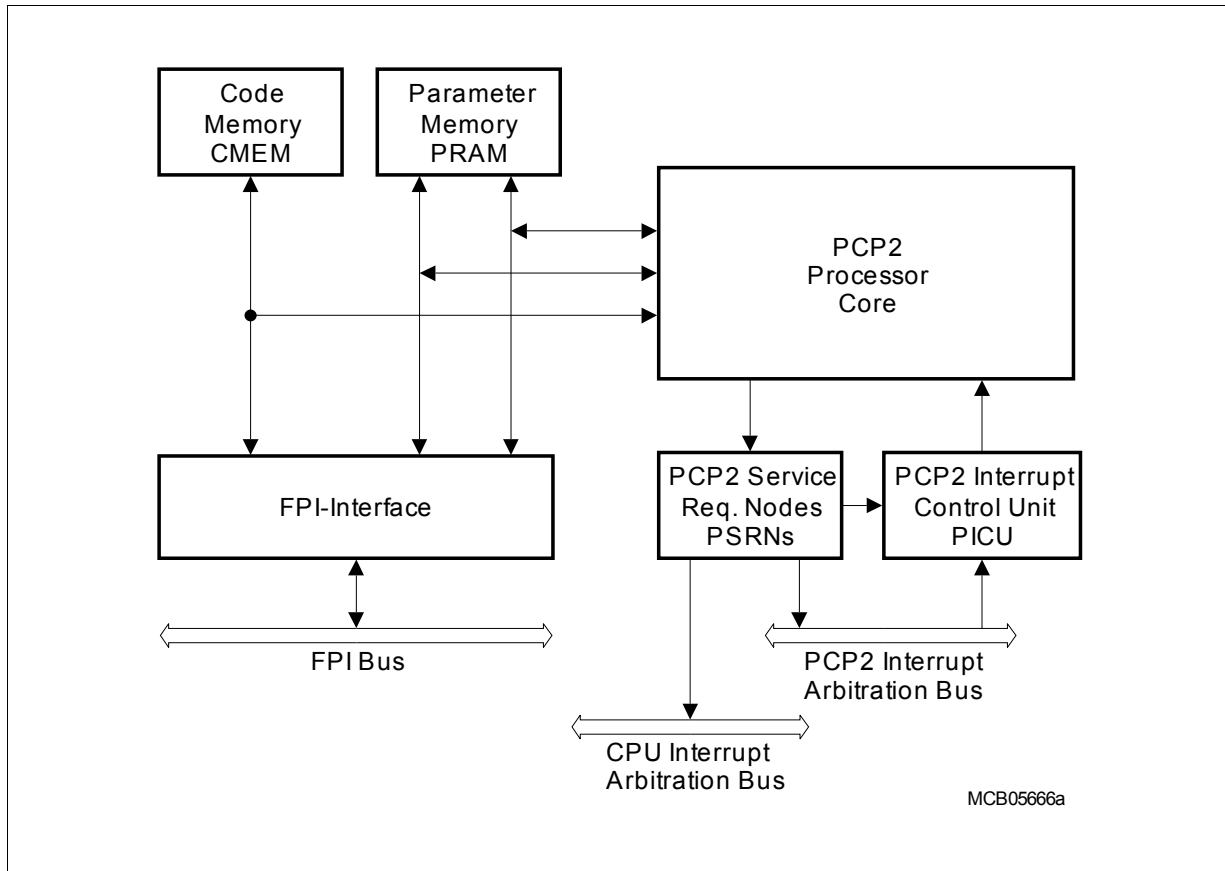 Code
Memory
CMEM
Parameter
Memory
PRAM
PCP2
Processor
Core
FPI-Interface
PCP2 Service
Req. Nodes
PSRNs
PCP2 Interrupt
Control Unit
PICU
FPI Bus
PCP2 Interrupt
Arbitration Bus
CPU Interrupt
Arbitration Bus
MCB05666a